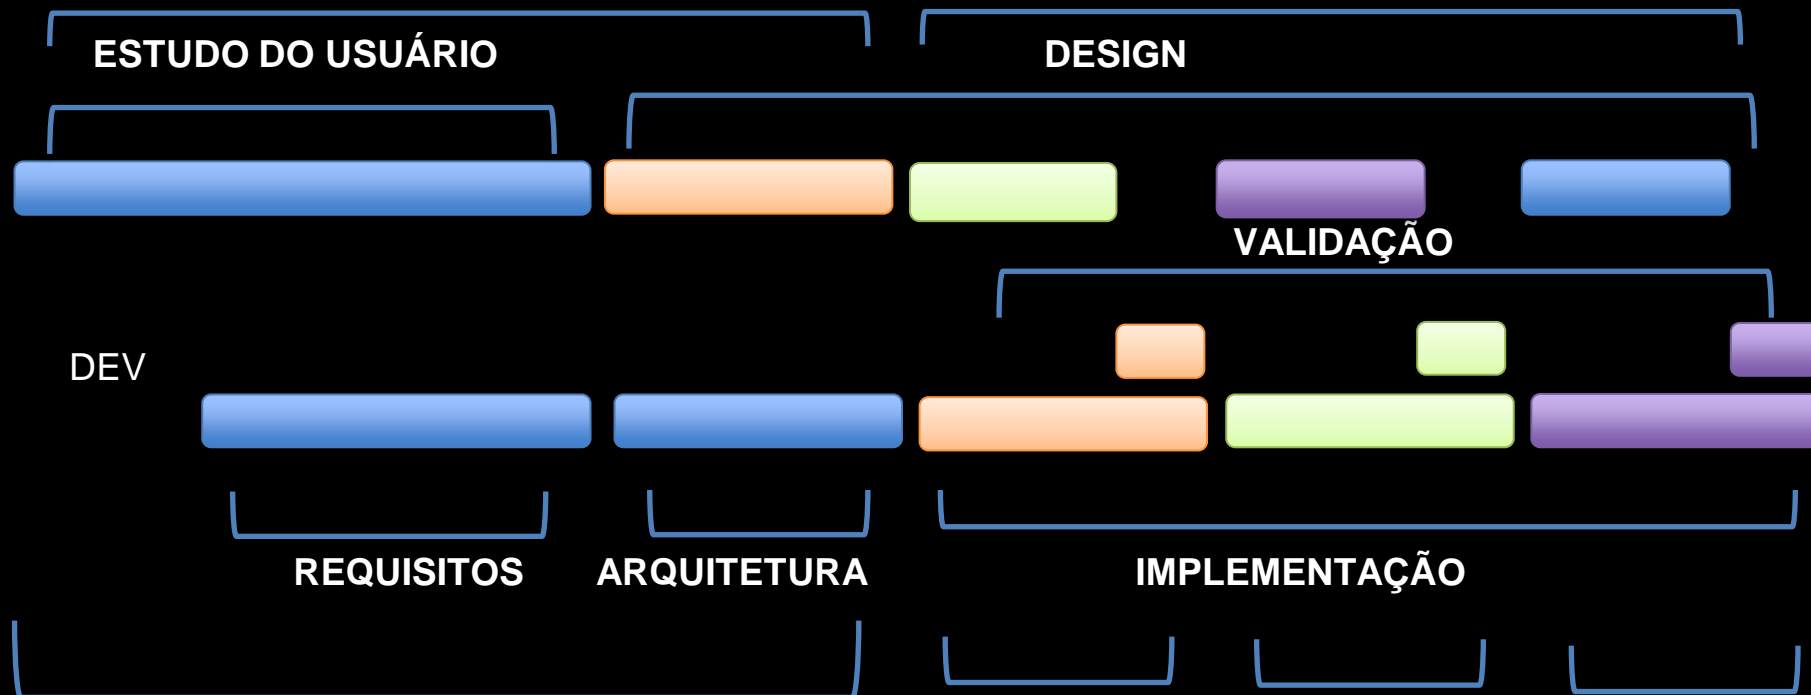 ESTUDO DO USUÁRIO
DESIGN
VALIDAÇÃO
DEV
REQUISITOS
ARQUITETURA
IMPLEMENTAÇÃO